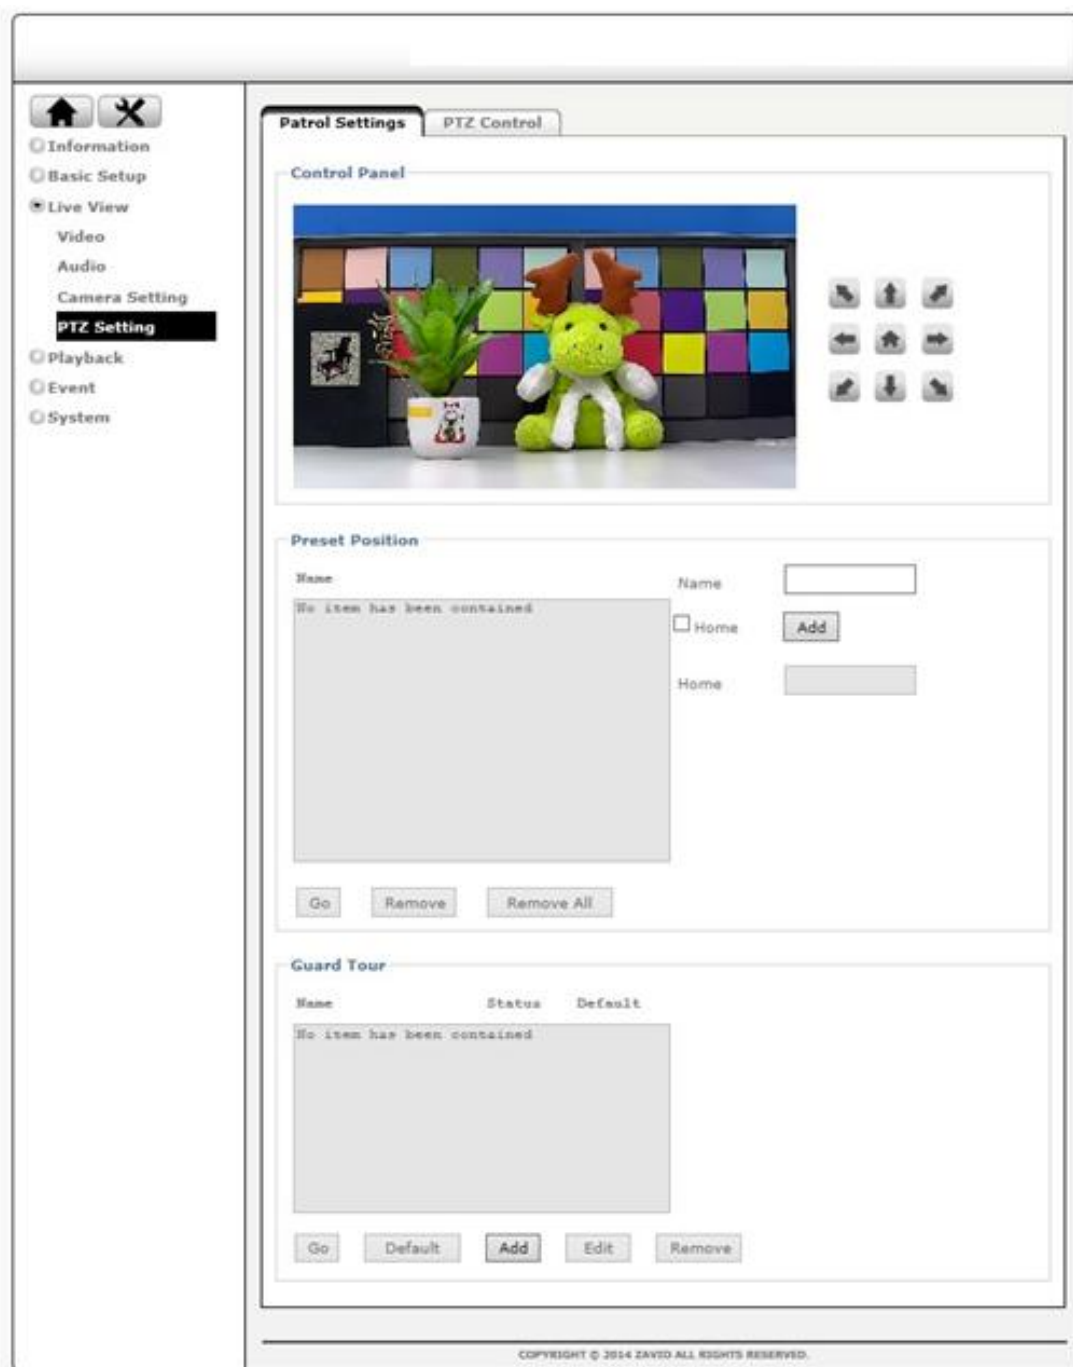 Patrol Settings PTZ Control
Information
Basic Setup
Live View
Video
Audio
Camera Setting
PTZ Setting
Playback
Event
System
Control Panel
Preset Position
Name
No item has been contained
Name
Home Add
Home
Go Remove Remove All
Guard Tour
Name Status Default
No item has been contained
Go Default Add Edit Remove
COPYRIGHT © 2014 ZAVIO ALL RIGHTS RESERVED.